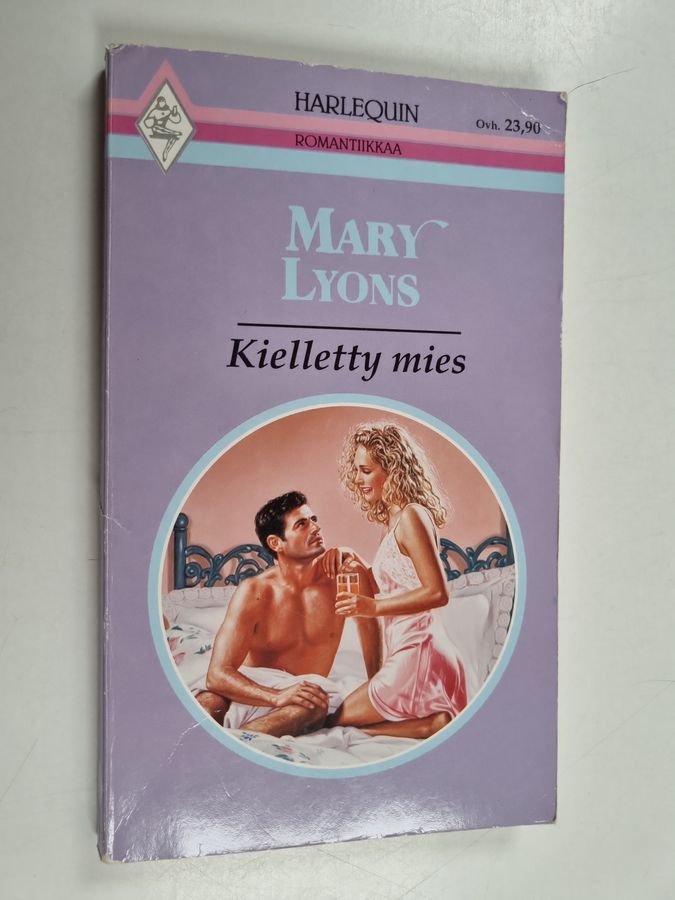 HARLEQUIN
Ovh. 23,90
ROMANTIIKKAA
MARY
LYONS
Kielletty mies